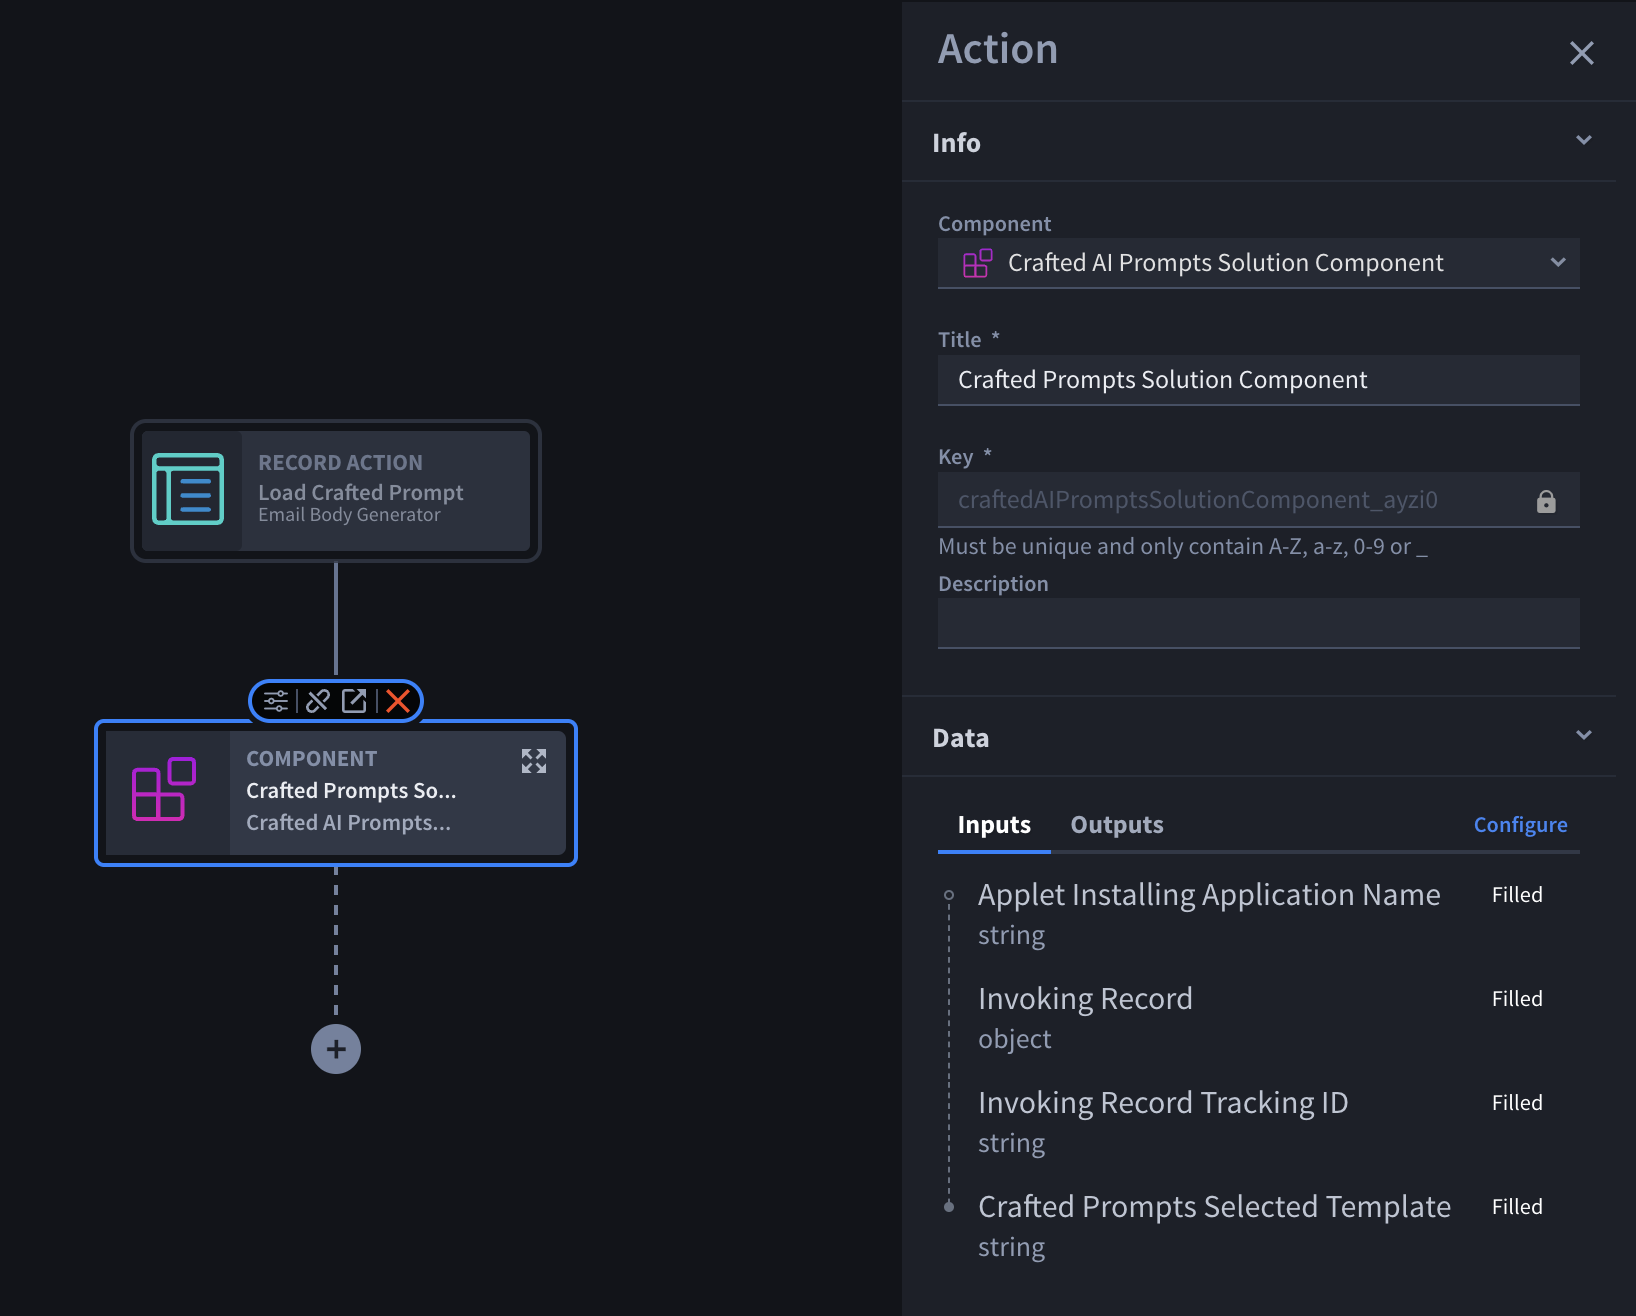 RECORD ACTION
Load Crafted Prompt
Email Body Generator
COMPONENT
Crafted Prompts So...
Crafted AI Prompts...
Action
Info
Component
Crafted AI Prompts Solution Component
Title *
Crafted Prompts Solution Component
Key *
craftedAIPromptsSolutionComponent_ayzi0
Must be unique and only contain A-Z, a-z, 0-9 or _
Description
Data
Inputs Outputs Configure
Applet Installing Application Name Filled
string
Invoking Record Filled
object
Invoking Record Tracking ID Filled
string
Crafted Prompts Selected Template Filled
string